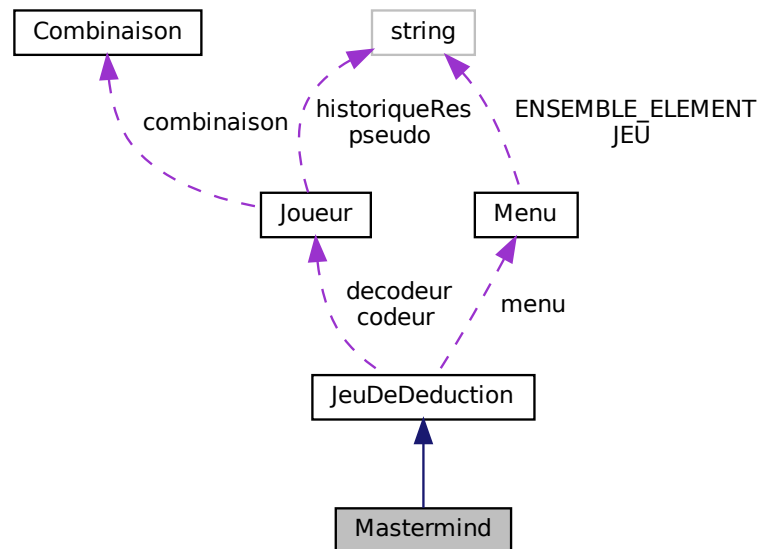 Combinaison
string
combinaison
historiqueRes
pseudo
ENSEMBLE_ELEMENT
JEU
Joueur
Menu
decodeur
codeur
menu
JeuDeDeduction
Mastermind